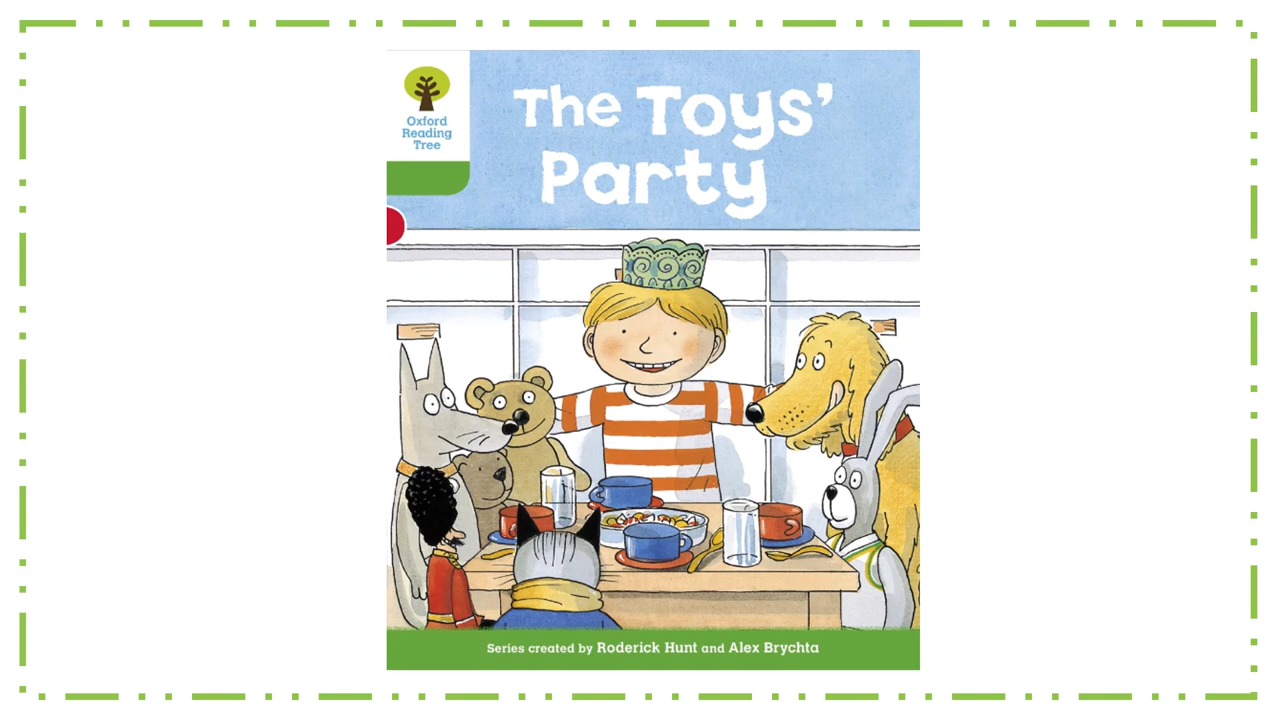 Oxford
Reading
Tree
The Toys'
Party
Series created by Roderick Hunt and Alex Brychta